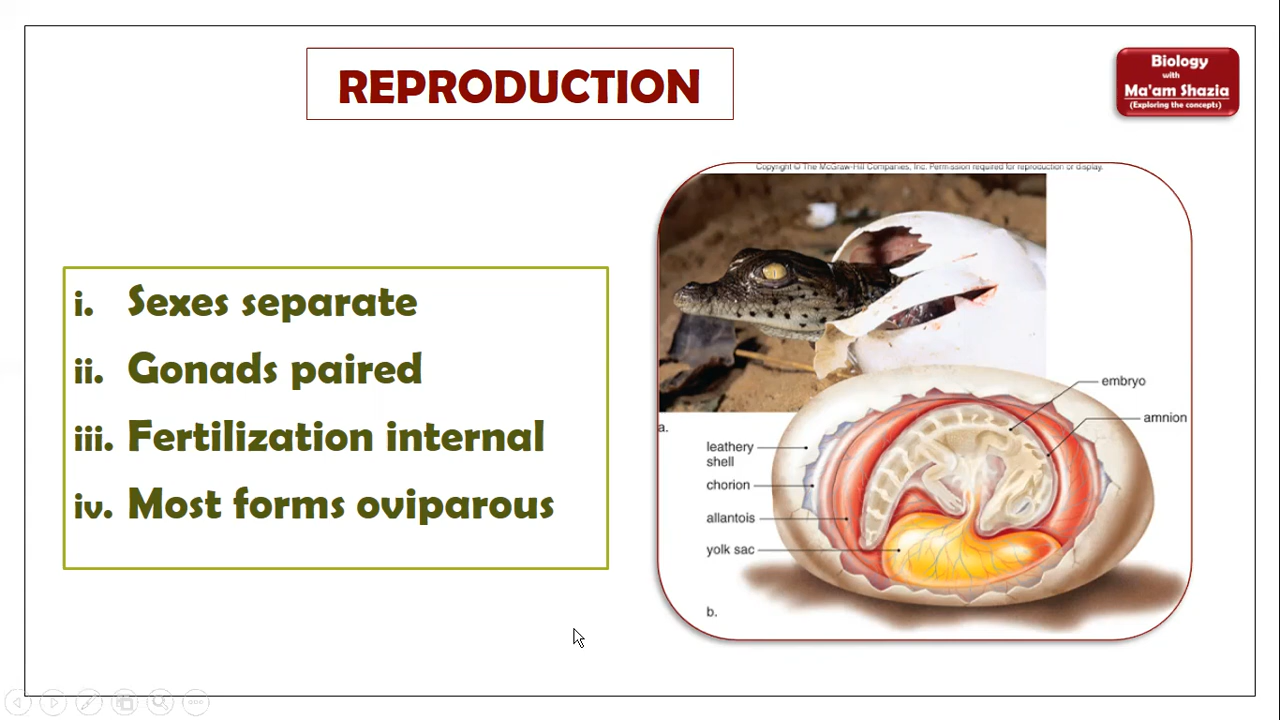 REPRODUCTION
Biology
with
Ma'am Shazia
(Exploring the concepts)
Copyright © The McGraw-Hill Companies, Inc. Permission required for reproduction or display.
i. Sexes separate
ii. Gonads paired
iii. Fertilization internal
iv. Most forms oviparous
a.
embryo
amnion
leathery
shell
chorion
allantois
yolk sac
b.